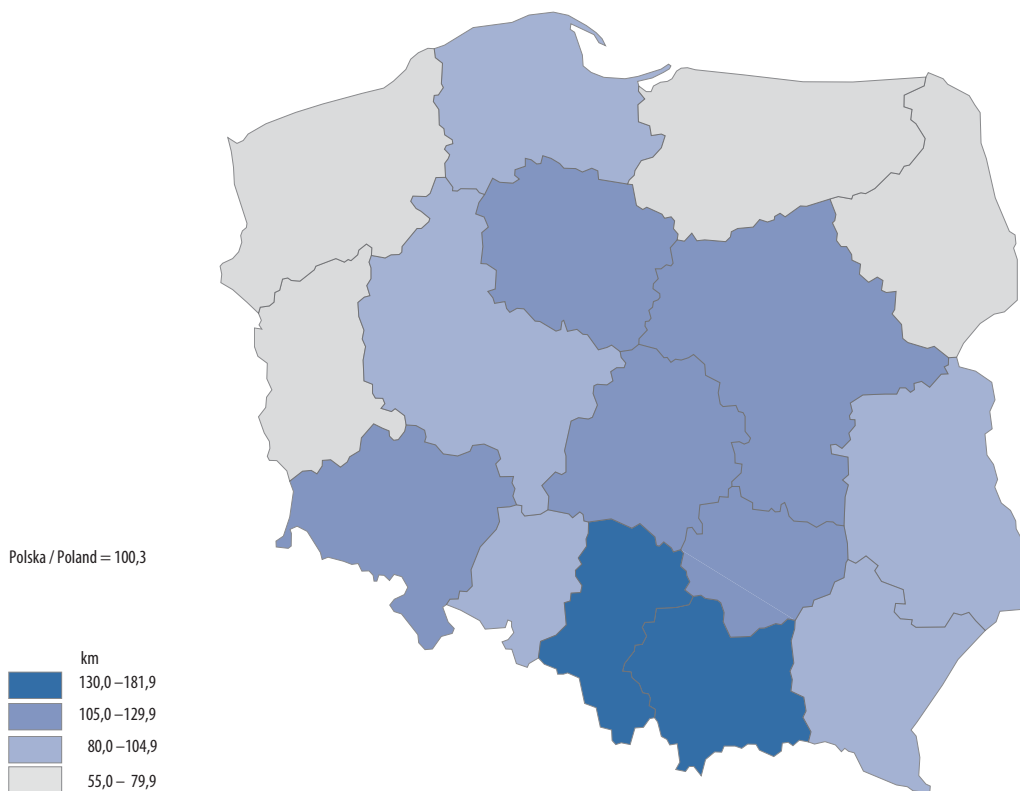 Polska / Poland = 100,3
km
130,0 –181,9
105,0 –129,9
80,0 –104,9
55,0 – 79,9